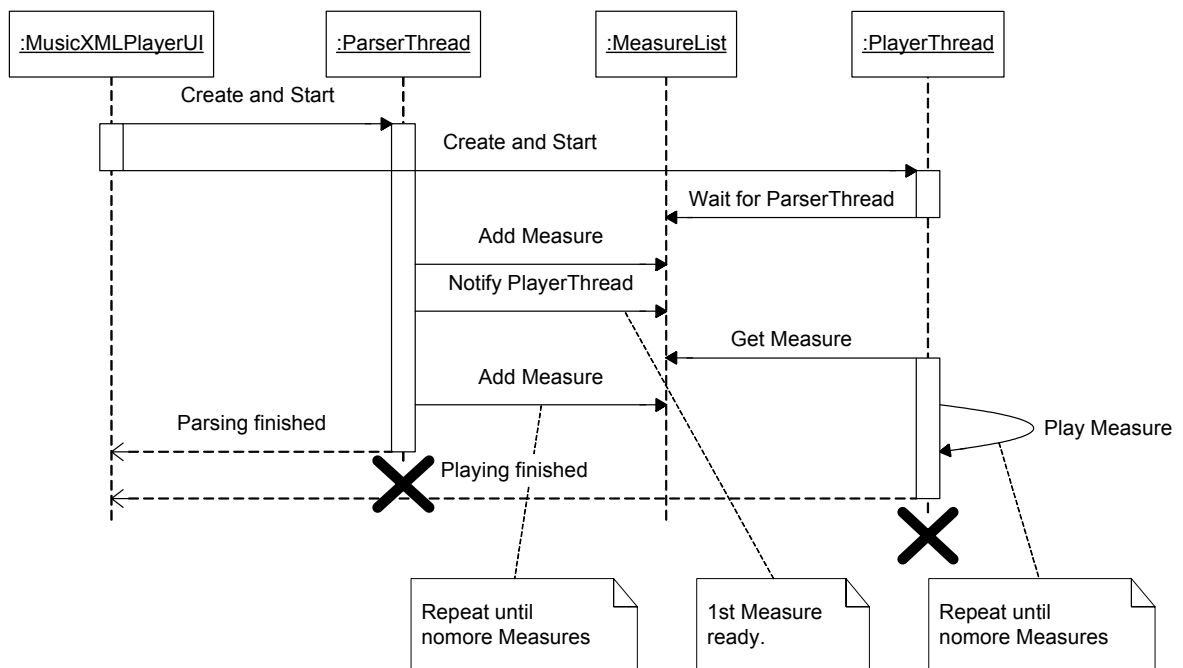 :MusicXMLPlayerUI
:ParserThread
:MeasureList
:PlayerThread
Create and Start
Create and Start
Wait for ParserThread
Add Measure
Notify PlayerThread
Get Measure
Add Measure
Parsing finished
Play Measure
Playing finished
Repeat until
nomore Measures
1st Measure
ready.
Repeat until
nomore Measures